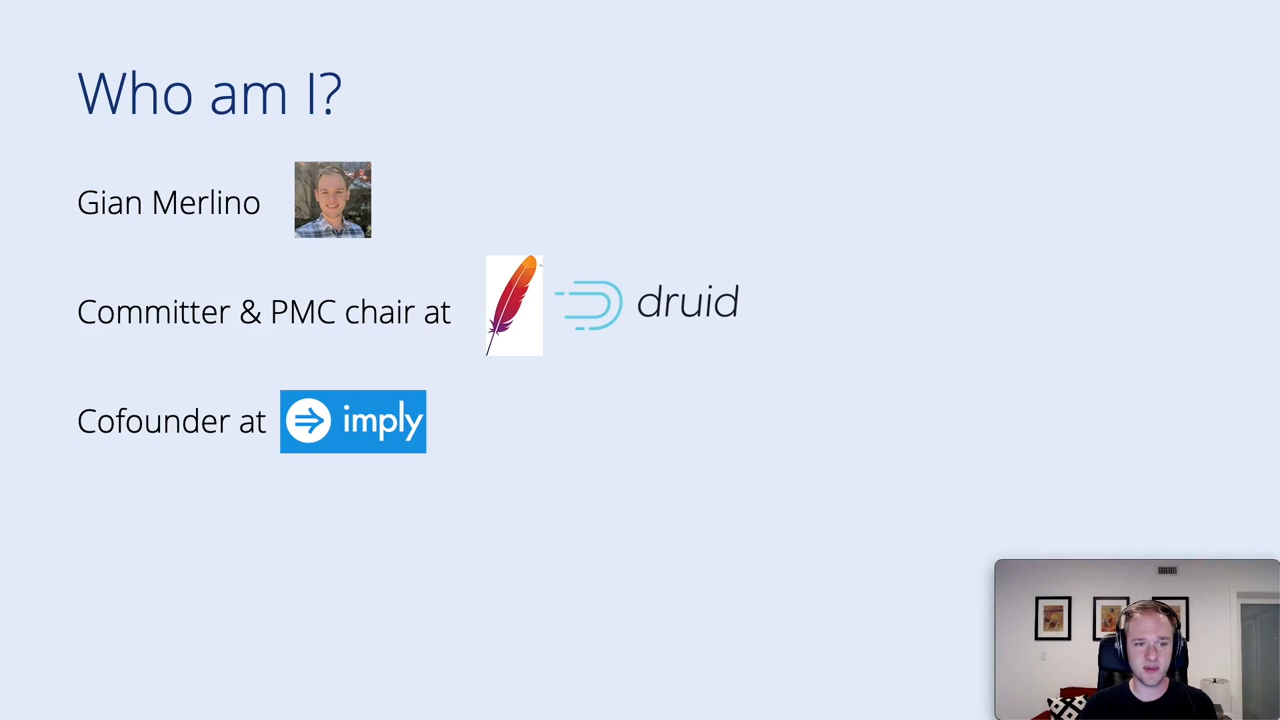 Who am I?
Gian Merlino
Committer & PMC chair at
druid
Cofounder at
imply